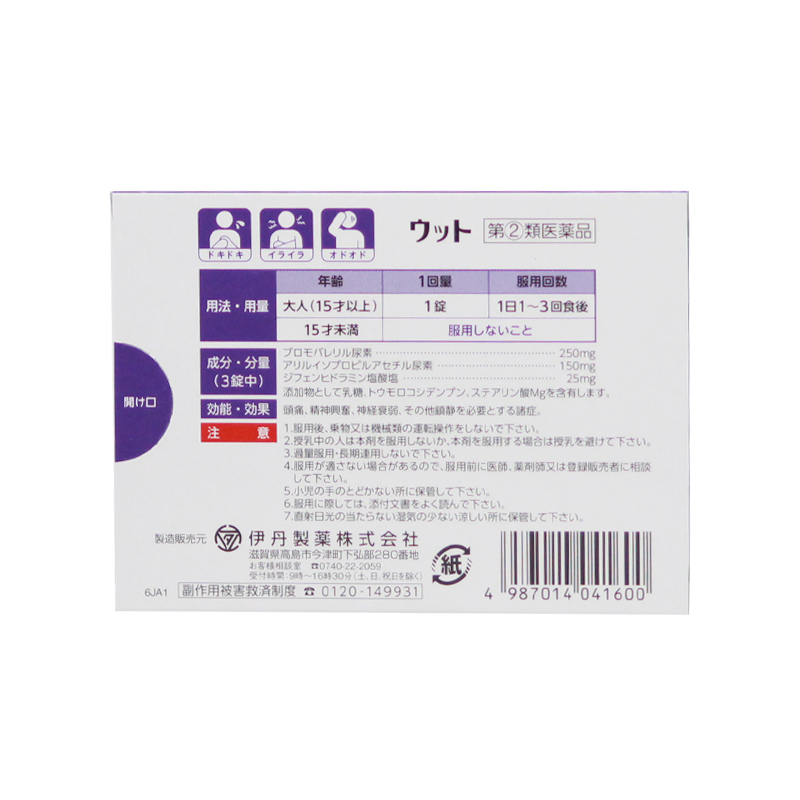 ドキドキ
イライラ
オドオド
ウット
指②類医薬品
用法・用量
年齢 1回量 服用回数
大人(15才以上) 1錠 1日1〜3回食後
15才未満 服用しないこと
成分・分量
(3錠中)
ブロモバレリル尿素 250mg
アリルイソプロピルアセチル尿素 150mg
ジフェンヒドラミン塩酸塩 25mg
添加物として乳糖、トウモロコシデンプン、ステアリン酸Mgを含有します。
開け口
効能・効果
頭痛、精神興奮、神経衰弱、その他鎮静を必要とする諸症。
注意
1.服用後、乗物又は機械類の運転操作をしないで下さい。
2.授乳中の人は本剤を服用しないか、本剤を服用する場合は授乳を避けて下さい。
3.過量服用・長期連用しないで下さい。
4.服用が適さない場合があるので、服用前に医師、薬剤師又は登録販売者に相談
して下さい。
5.小児の手のとどかない所に保管して下さい。
6.服用に際しては、添付文書をよく読んで下さい。
7.直射日光の当たらない湿気の少ない涼しい所に保管して下さい。
製造販売元
伊丹製薬株式会社
滋賀県高島市今津町下弘部280番地
お客様相談室 ☎0740-22-2059
受付時間:9時〜16時30分(土、日、祝日を除く)
6JA1
副作用被害救済制度 ☎0120-149931
紙
4 987014 041600